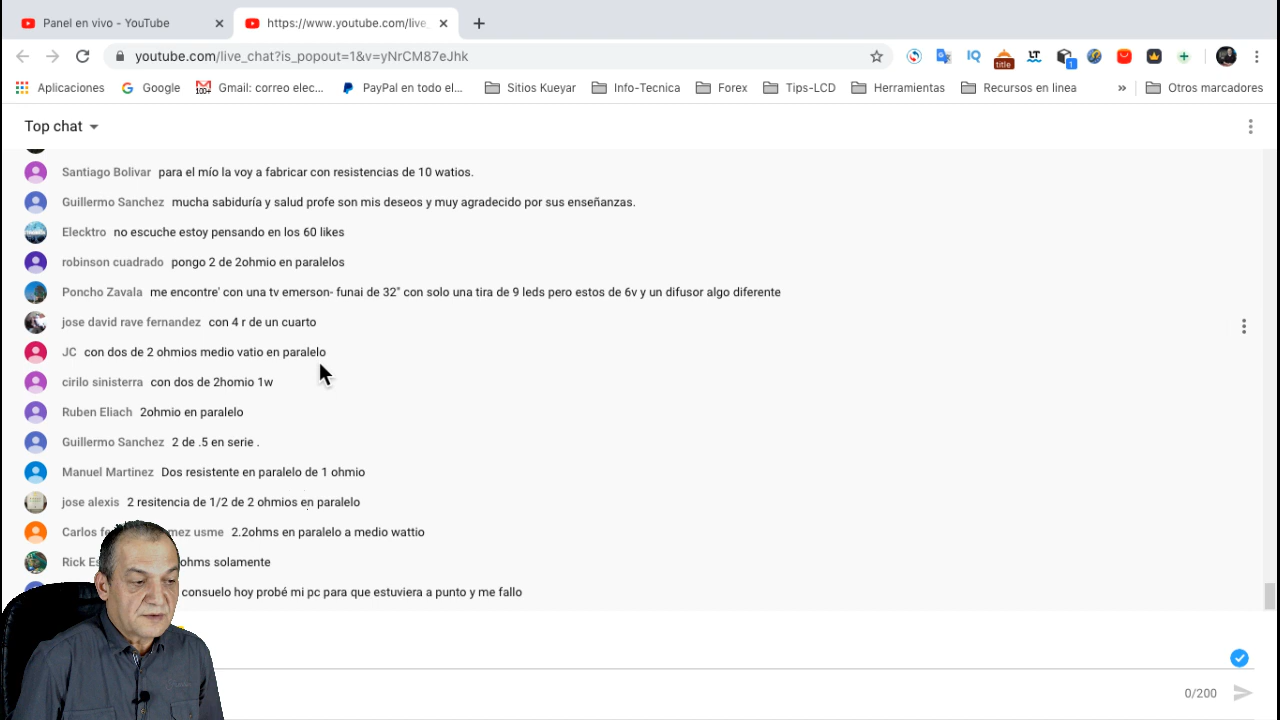 Panel en vivo - YouTube
https://www.youtube.com/live_
youtube.com/live_chat?is_popout=1&v=yNrCM87eJhk
title
LT
1
Aplicaciones
Google
100+
Gmail: correo elec...
PayPal en todo el...
Sitios Kueyar
Info-Tecnica
Forex
Tips-LCD
Herramientas
Recursos en linea
»
Otros marcadores
Top chat
Santiago Bolivar para el mío la voy a fabricar con resistencias de 10 watios.
Guillermo Sanchez mucha sabiduría y salud profe son mis deseos y muy agradecido por sus enseñanzas.
Elecktro no escuche estoy pensando en los 60 likes
robinson cuadrado pongo 2 de 2ohmio en paralelos
Poncho Zavala me encontre' con una tv emerson- funai de 32" con solo una tira de 9 leds pero estos de 6v y un difusor algo diferente
jose david rave fernandez con 4 r de un cuarto
JC con dos de 2 ohmios medio vatio en paralelo
cirilo sinisterra con dos de 2homio 1w
Ruben Eliach 2ohmio en paralelo
Guillermo Sanchez 2 de .5 en serie .
Manuel Martinez Dos resistente en paralelo de 1 ohmio
jose alexis 2 resitencia de 1/2 de 2 ohmios en paralelo
Carlos mez usme 2.2ohms en paralelo a medio wattio
Rick ohms solamente
consuelo hoy probé mi pc para que estuviera a punto y me fallo
0/200